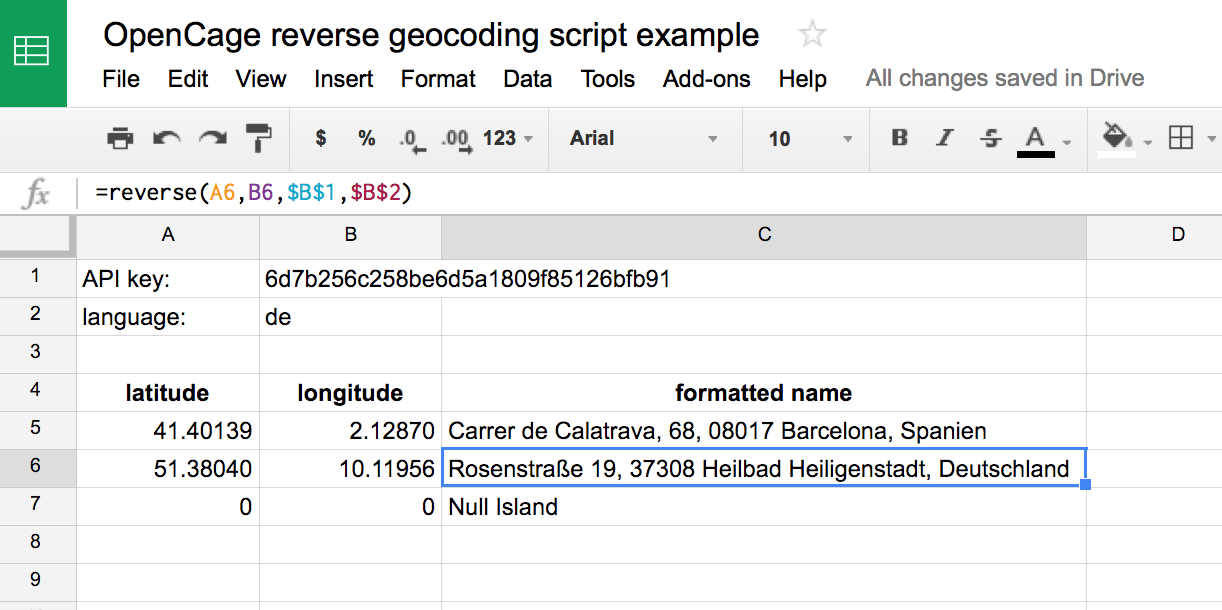 OpenCage reverse geocoding script example
File Edit View Insert Format Data Tools Add-ons Help All changes saved in Drive
$ % .0 .00 123 Arial 10 B I S A
fx =reverse(A6,B6,$B$1,$B$2)
A B C D
1 API key: 6d7b256c258be6d5a1809f85126bfb91
2 language: de
3
4 latitude longitude formatted name
5 41.40139 2.12870 Carrer de Calatrava, 68, 08017 Barcelona, Spanien
6 51.38040 10.11956 Rosenstraße 19, 37308 Heilbad Heiligenstadt, Deutschland
7 0 0 Null Island
8
9